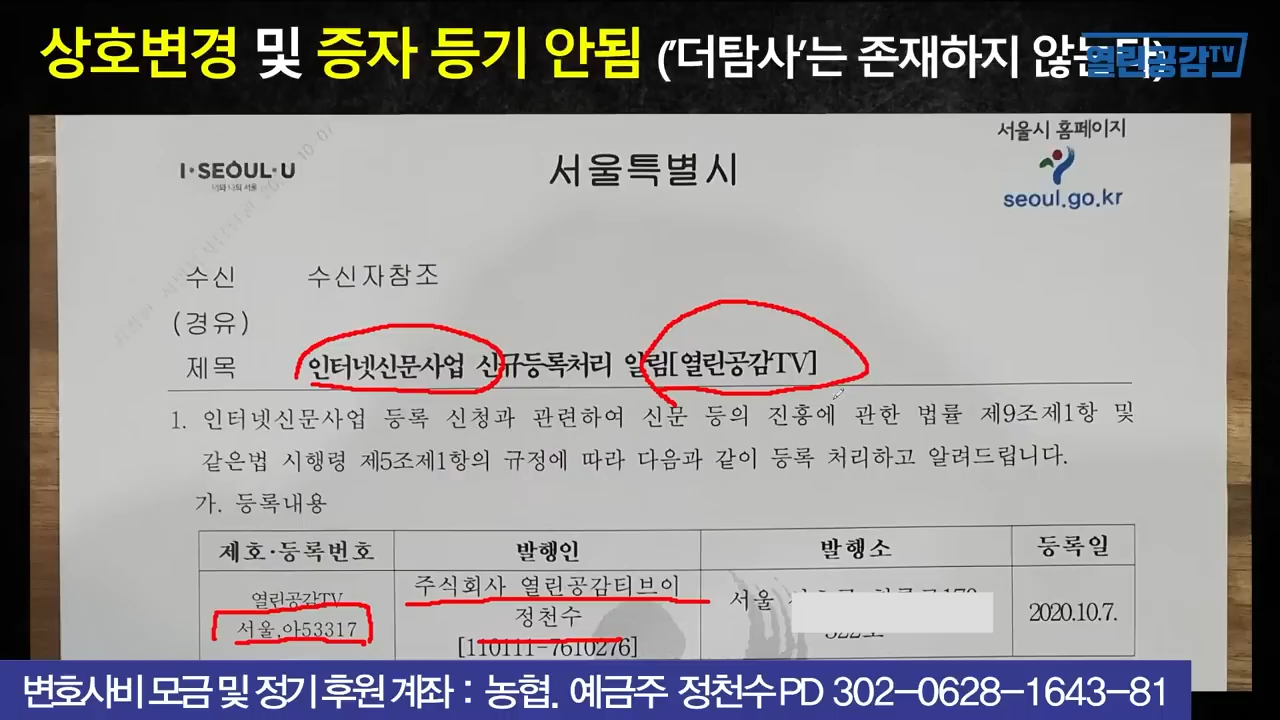 상호변경 및 증자 등기 안됨 ('더탐사'는 존재하지 않는다)
열린공감TV
서울시 홈페이지
I·SEOUL·U
너와 나의 서울
서울특별시
seoul.go.kr
수신 수신자참조
(경유)
제목 인터넷신문사업 신규등록처리 알림[열린공감TV]
1. 인터넷신문사업 등록 신청과 관련하여 신문 등의 진흥에 관한 법률 제9조제1항 및
같은법 시행령 제5조제1항의 규정에 따라 다음과 같이 등록 처리하고 알려드립니다.
가. 등록내용
제호·등록번호 발행인 발행소 등록일
열린공감TV
서울,아53317
주식회사 열린공감티브이
정천수
[110111-7610276]
서울
2020.10.7.
변호사비 모금 및 정기 후원 계좌 : 농협. 예금주 정천수PD 302-0628-1643-81